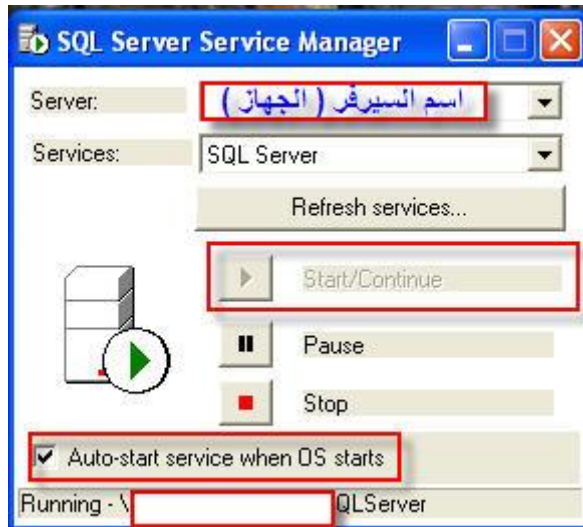 SQL Server Service Manager
Server: اسم السيرفر ( الجهاز )
Services: SQL Server
Refresh services...
Start/Continue
Pause
Stop
Auto-start service when OS starts
Running - \ QLServer